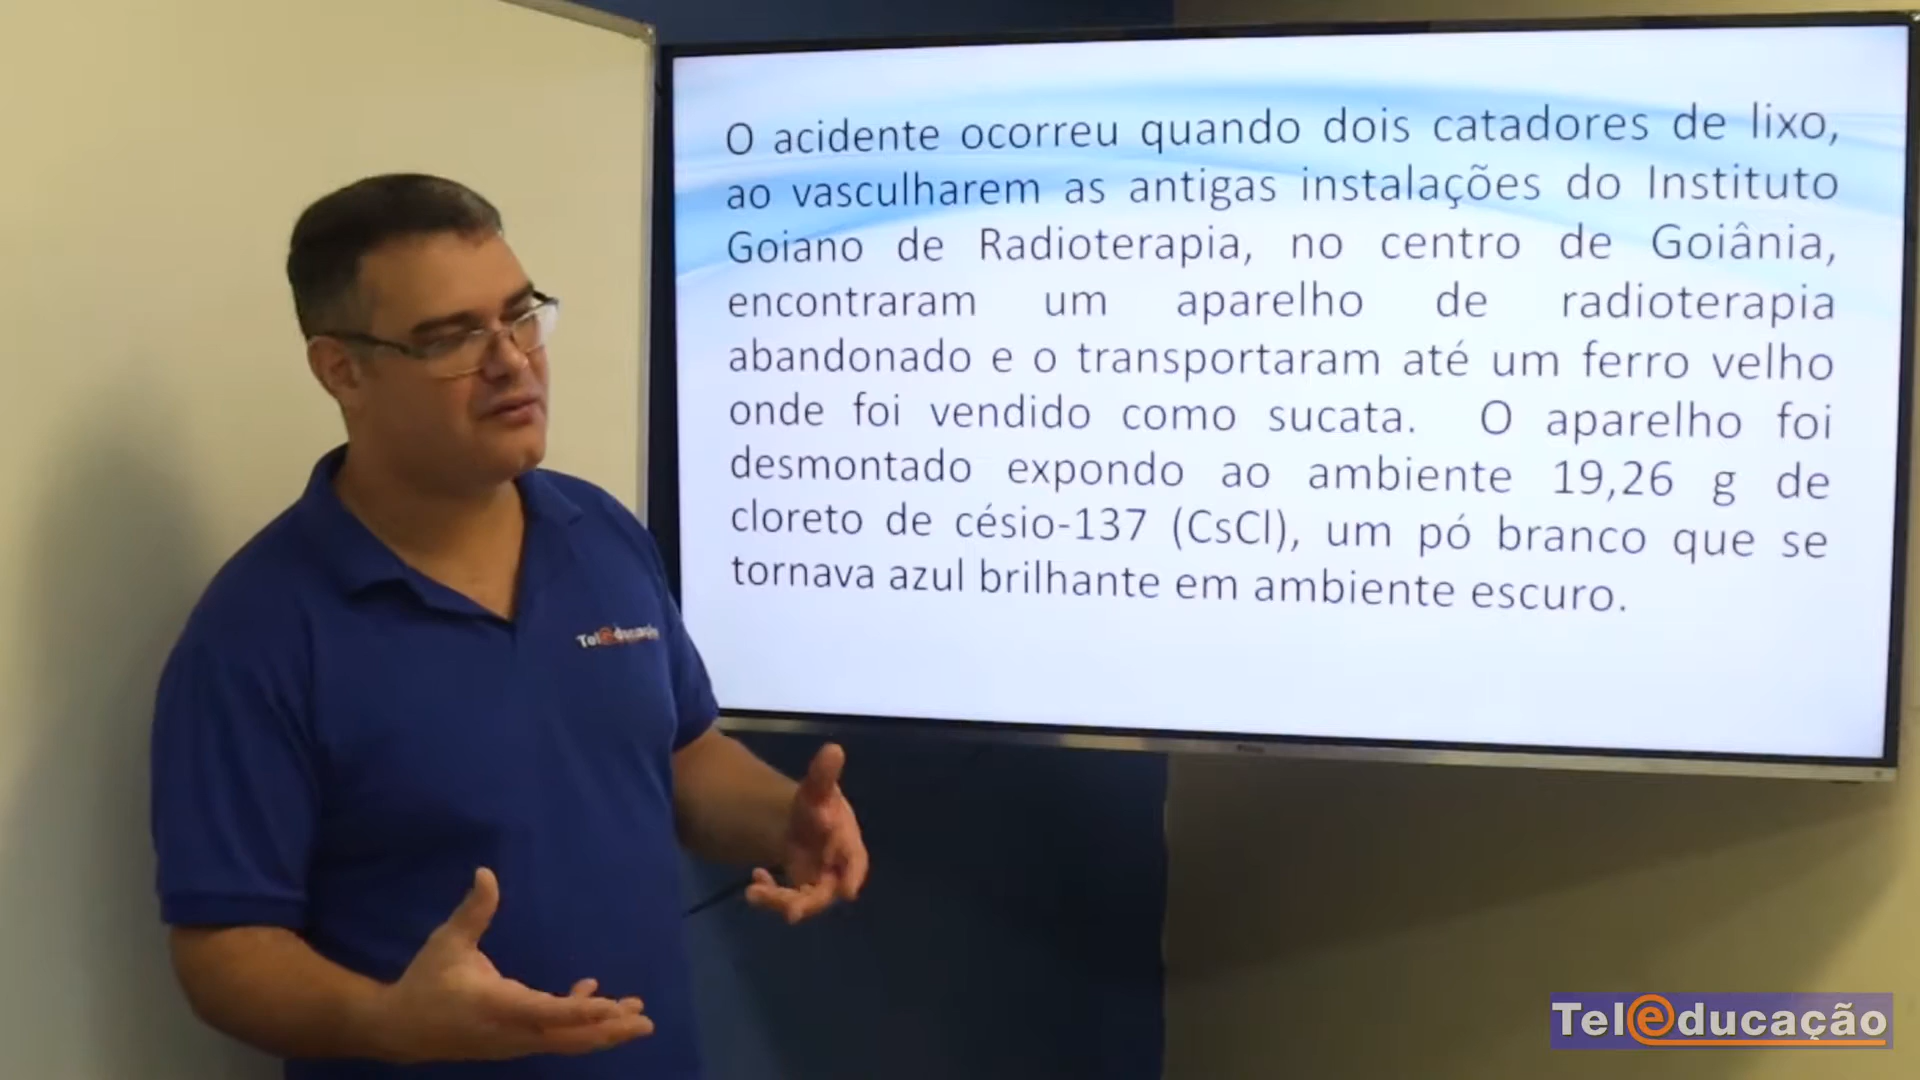 O acidente ocorreu quando dois catadores de lixo,
ao vasculharem as antigas instalações do Instituto
Goiano de Radioterapia, no centro de Goiânia,
encontraram um aparelho de radioterapia
abandonado e o transportaram até um ferro velho
onde foi vendido como sucata. O aparelho foi
desmontado expondo ao ambiente 19,26 g de
cloreto de césio-137 (CsCl), um pó branco que se
tornava azul brilhante em ambiente escuro.
Teleducação
Teleducação